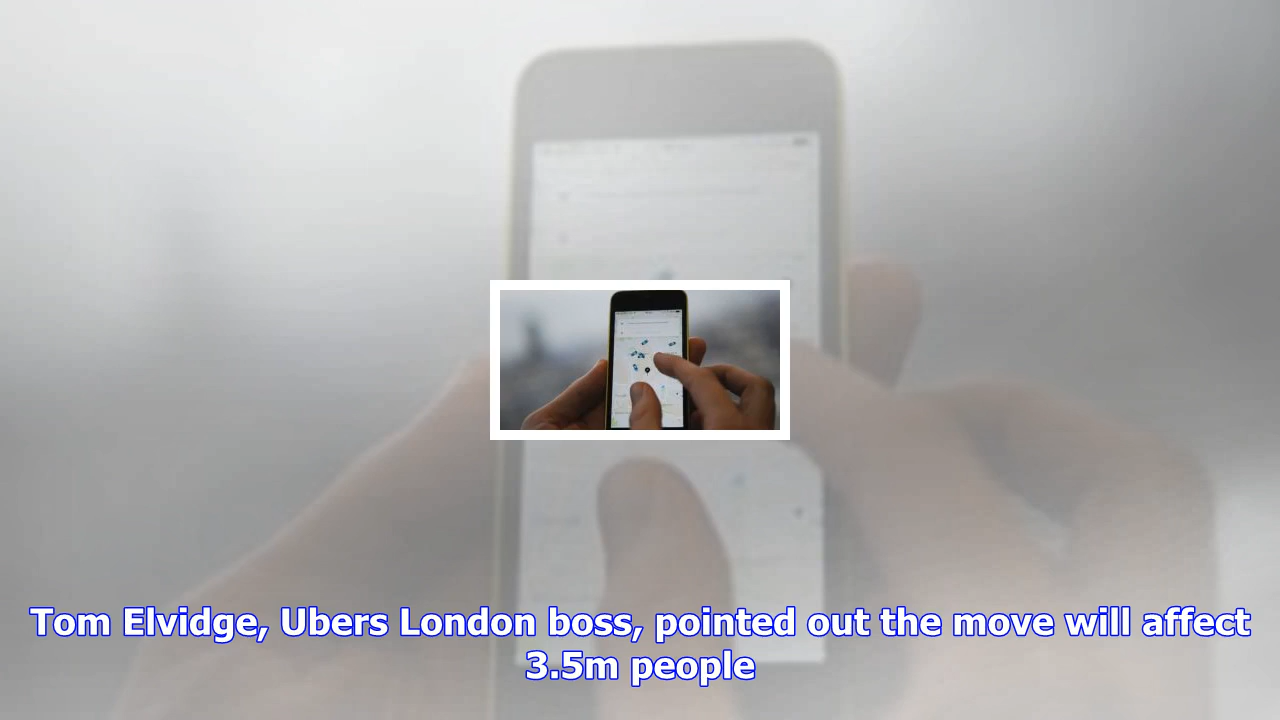 Tom Elvidge, Ubers London boss, pointed out the move will affect
3.5m people